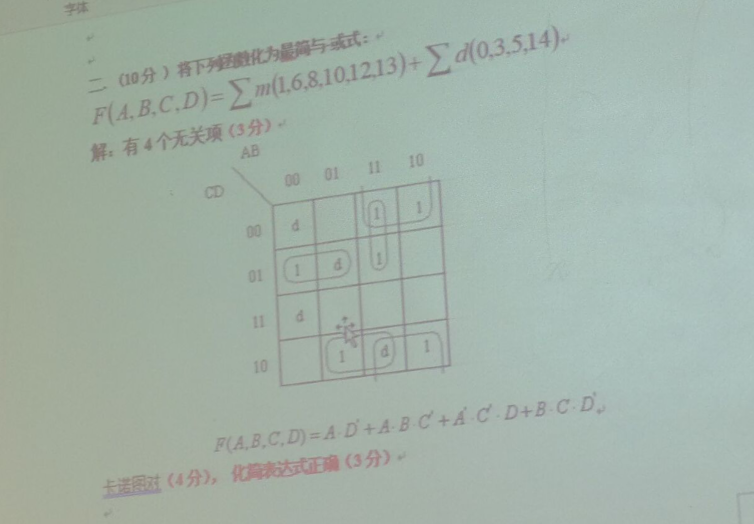 字体
二、(10分)将下列函数化为最简与-或式:
F(A,B,C,D)=∑m(1,6,8,10,12,13)+∑d(0,3,5,14)
解:有4个无关项(3分)
AB
CD 00 01 11 10
00 d 1 1
01 1 d 1
11 d
10 1 d 1
F(A,B,C,D)=A·D'+A·B·C'+A'·C'·D+B·C·D'
卡诺图对(4分),化简表达式正确(3分)